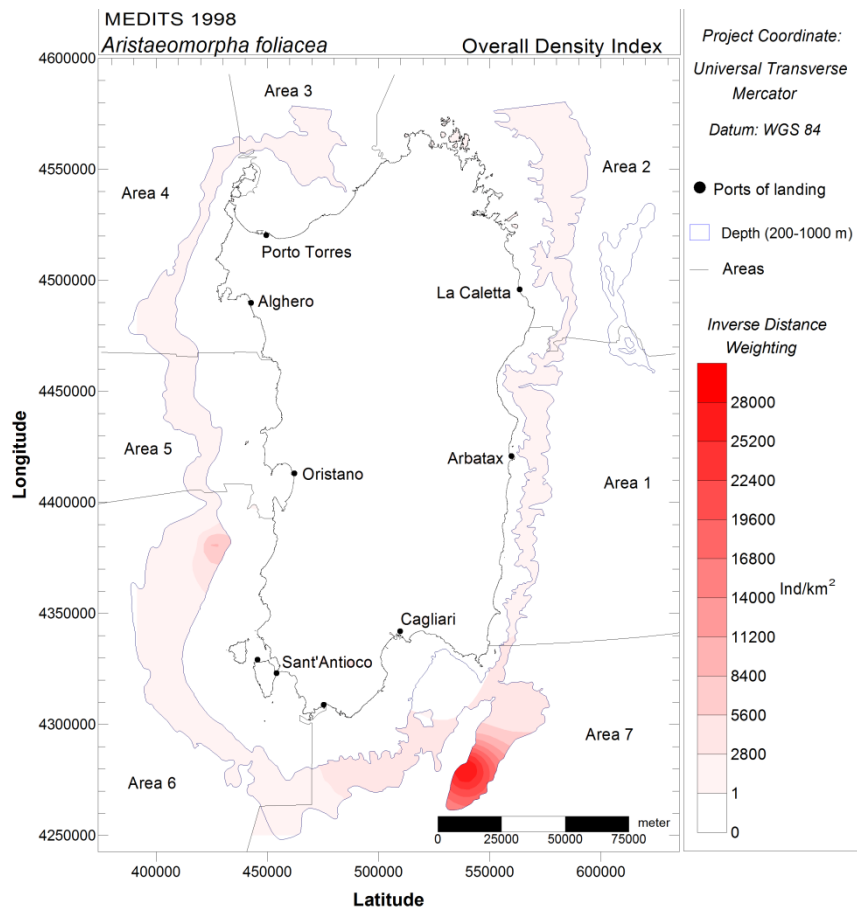 MEDITS 1998
Aristaeomorpha foliacea
Overall Density Index
4600000
4550000
4500000
4450000
4400000
4350000
4300000
4250000
Longitude
400000
450000
500000
550000
600000
Latitude
Area 3
Area 2
Area 4
Porto Torres
La Caletta
Alghero
Area 5
Oristano
Arbatax
Area 1
Cagliari
Sant'Antioco
Area 7
Area 6
meter
0
25000
50000
75000
Project Coordinate:
Universal Transverse
Mercator
Datum: WGS 84
Ports of landing
Depth (200-1000 m)
Areas
Inverse Distance
Weighting
28000
25200
22400
19600
16800
14000
11200
8400
5600
2800
1
0
Ind/km²